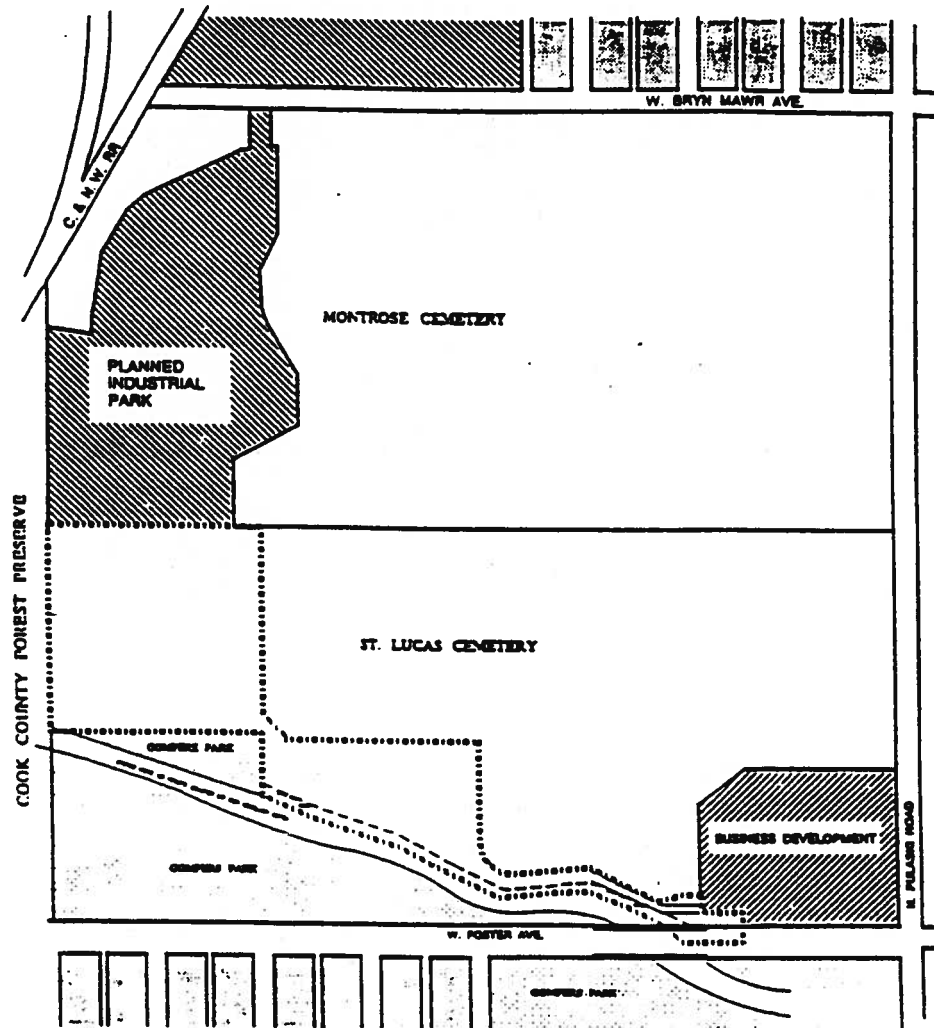 W. BRYN MAWR AVE.
C. & N. W. RR
MONTROSE CEMETERY
PLANNED
INDUSTRIAL
PARK
COOK COUNTY FOREST PRESERVE
ST. LUCAS CEMETERY
GOMPERS PARK
BUSINESS DEVELOPMENT
N. PULASKI ROAD
GOMPERS PARK
W. FOSTER AVE.
GOMPERS PARK